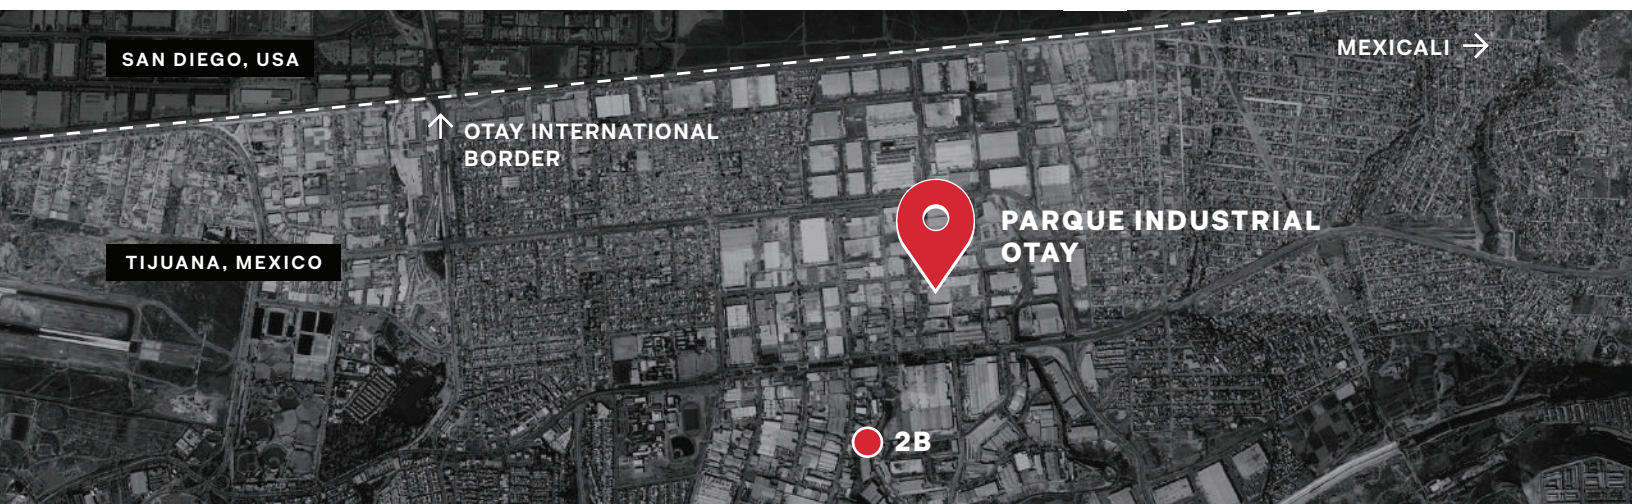 SAN DIEGO, USA
MEXICALI
OTAY INTERNATIONAL
BORDER
PARQUE INDUSTRIAL
OTAY
TIJUANA, MEXICO
2B